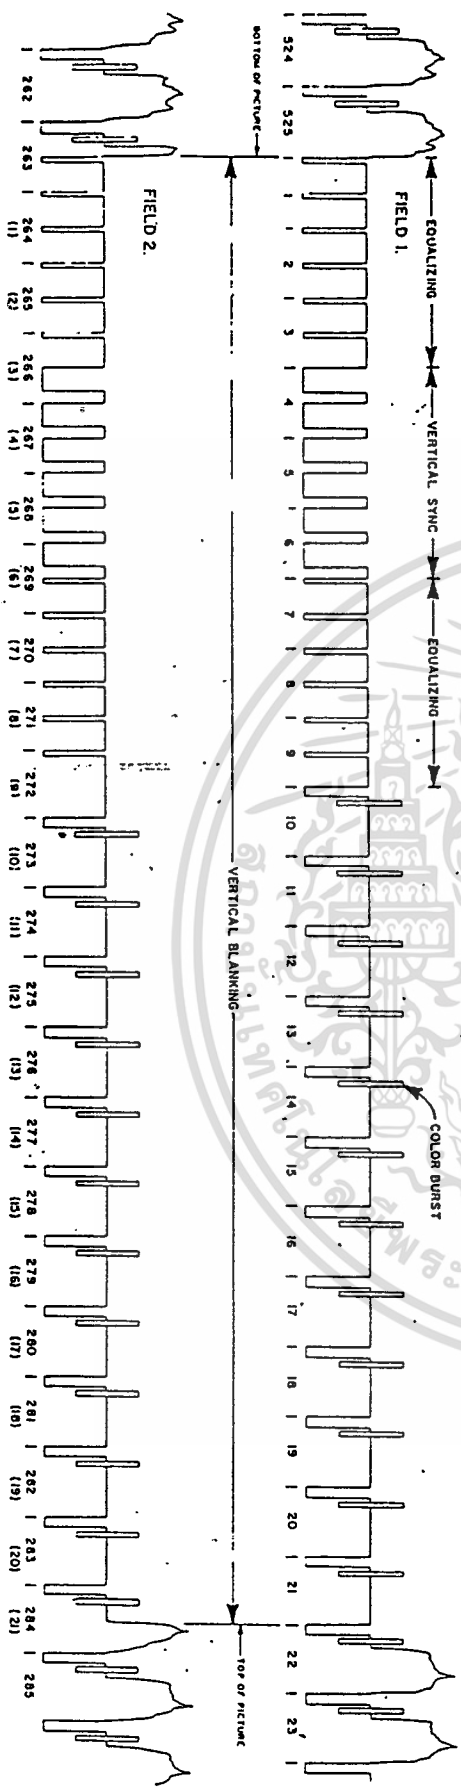 EQUALIZING VERTICAL SYNC EQUALIZING
COLOR BURST
FIELD 1.
524 525 1 2 3 4 5 6 7 8 9 10 11 12 13 14 15 16 17 18 19 20 21 22 23
BOTTOM OF PICTURE
VERTICAL BLANKING
TOP OF PICTURE
FIELD 2.
262 263 264 265 266 267 268 269 270 271 272 273 274 275 276 277 278 279 280 281 282 283 284 285
(1) (2) (3) (4) (5) (6) (7) (8) (9) (10) (11) (12) (13) (14) (15) (16) (17) (18) (19) (20) (21)